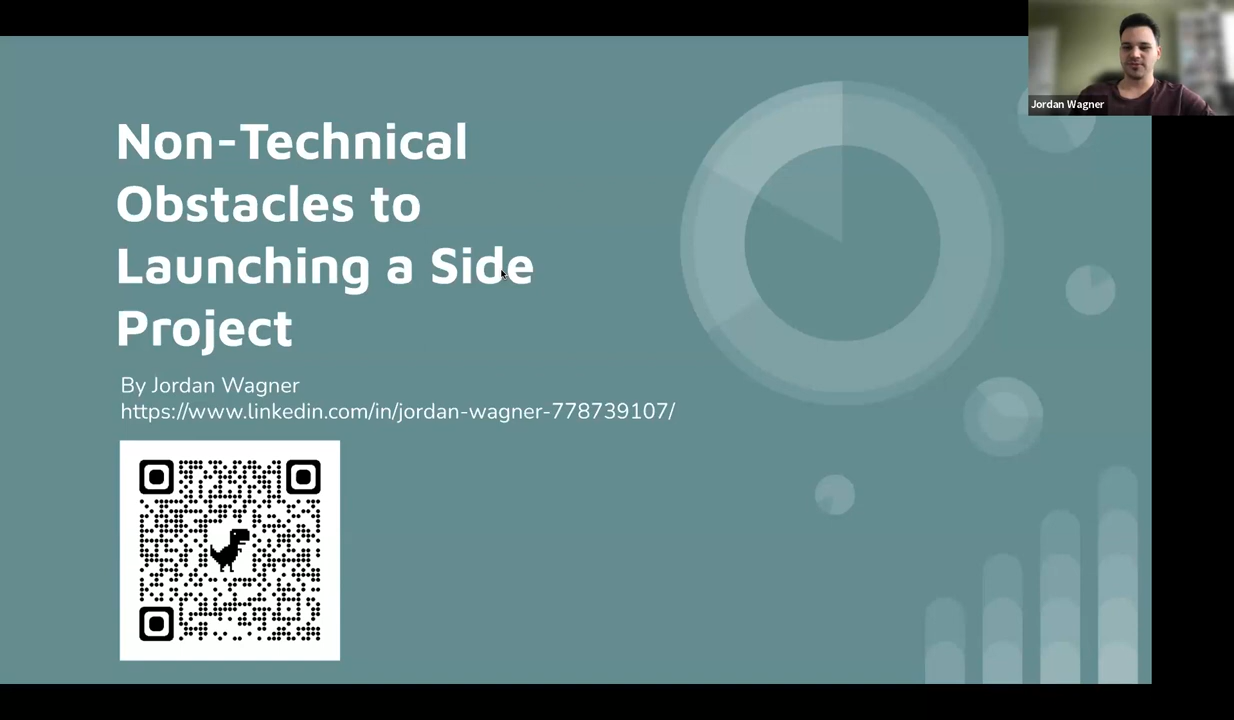 Jordan Wagner
Non-Technical
Obstacles to
Launching a Side
Project
By Jordan Wagner
https://www.linkedin.com/in/jordan-wagner-778739107/